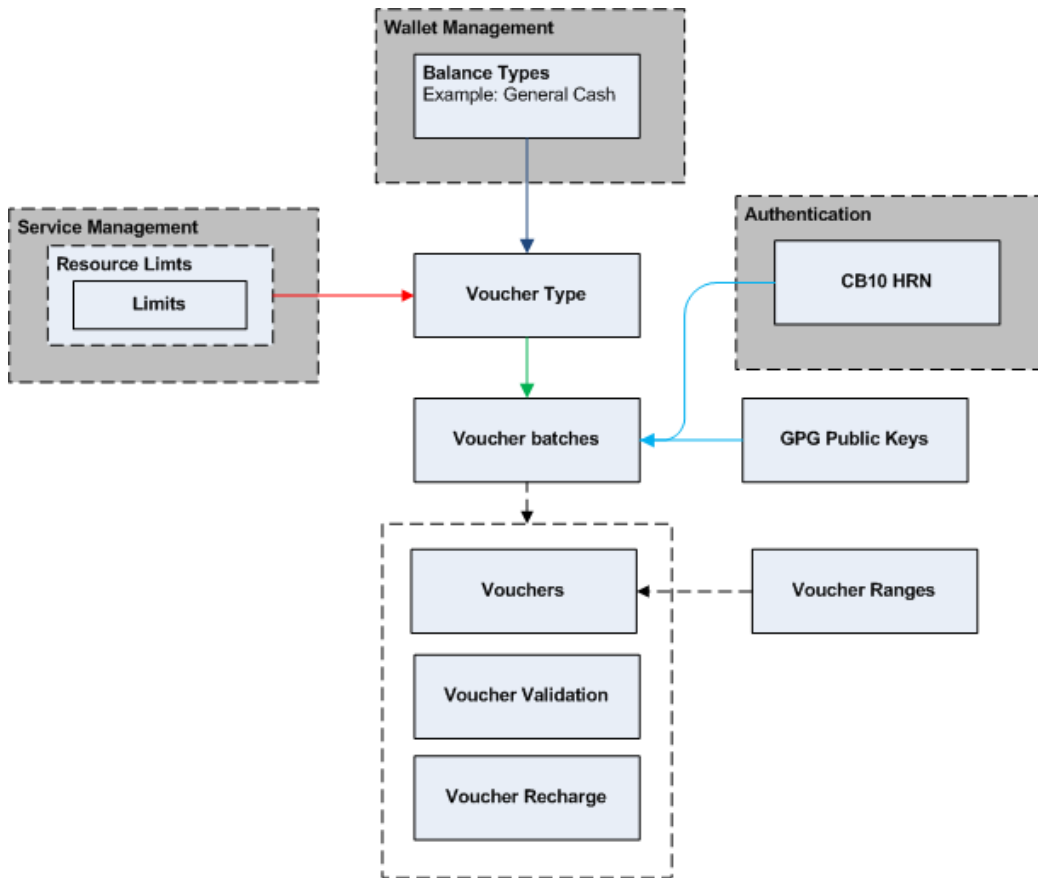 Wallet Management
Balance Types
Example: General Cash
Service Management
Resource Limts
Limits
Voucher Type
Authentication
CB10 HRN
Voucher batches
GPG Public Keys
Vouchers
Voucher Ranges
Voucher Validation
Voucher Recharge